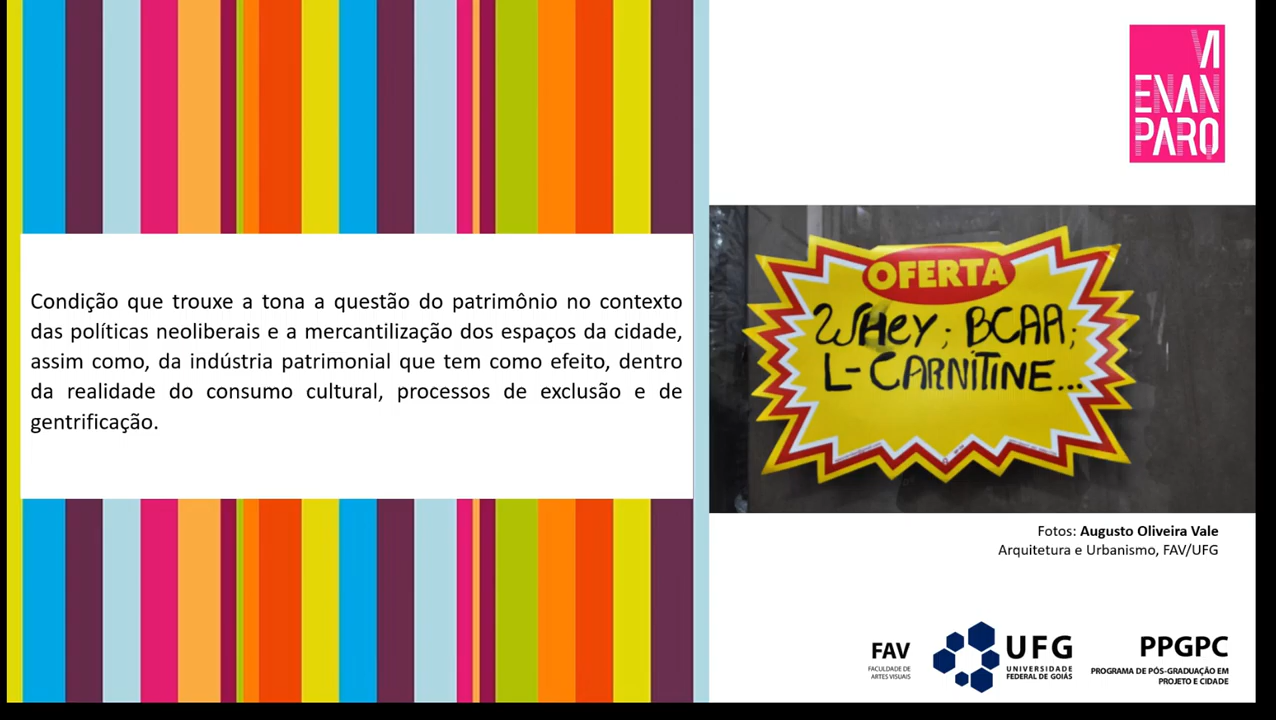 VI
ENAN
PARQ
Condição que trouxe a tona a questão do patrimônio no contexto
das políticas neoliberais e a mercantilização dos espaços da cidade,
assim como, da indústria patrimonial que tem como efeito, dentro
da realidade do consumo cultural, processos de exclusão e de
gentrificação.
OFERTA
WHEY; BCAA;
L-CARNITINE...
Fotos: Augusto Oliveira Vale
Arquitetura e Urbanismo, FAV/UFG
FAV
FACULDADE DE
ARTES VISUAIS
UFG
UNIVERSIDADE
FEDERAL DE GOIÁS
PPGPC
PROGRAMA DE PÓS-GRADUAÇÃO EM
PROJETO E CIDADE